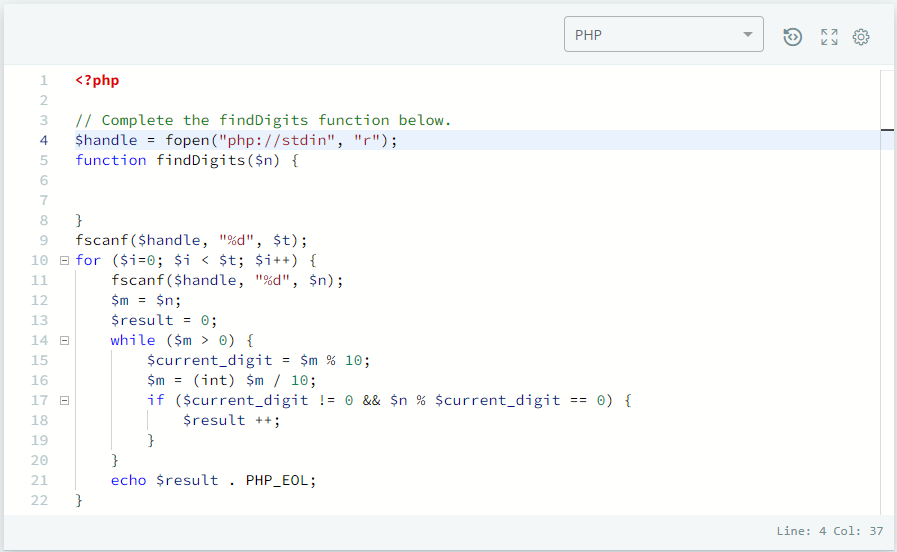 PHP
1 <?php
2
3 // Complete the findDigits function below.
4 $handle = fopen("php://stdin", "r");
5 function findDigits($n) {
6
7
8 }
9 fscanf($handle, "%d", $t);
10 for ($i=0; $i < $t; $i++) {
11     fscanf($handle, "%d", $n);
12     $m = $n;
13     $result = 0;
14     while ($m > 0) {
15         $current_digit = $m % 10;
16         $m = (int) $m / 10;
17         if ($current_digit != 0 && $n % $current_digit == 0) {
18             $result ++;
19         }
20     }
21     echo $result . PHP_EOL;
22 }
Line: 4 Col: 37